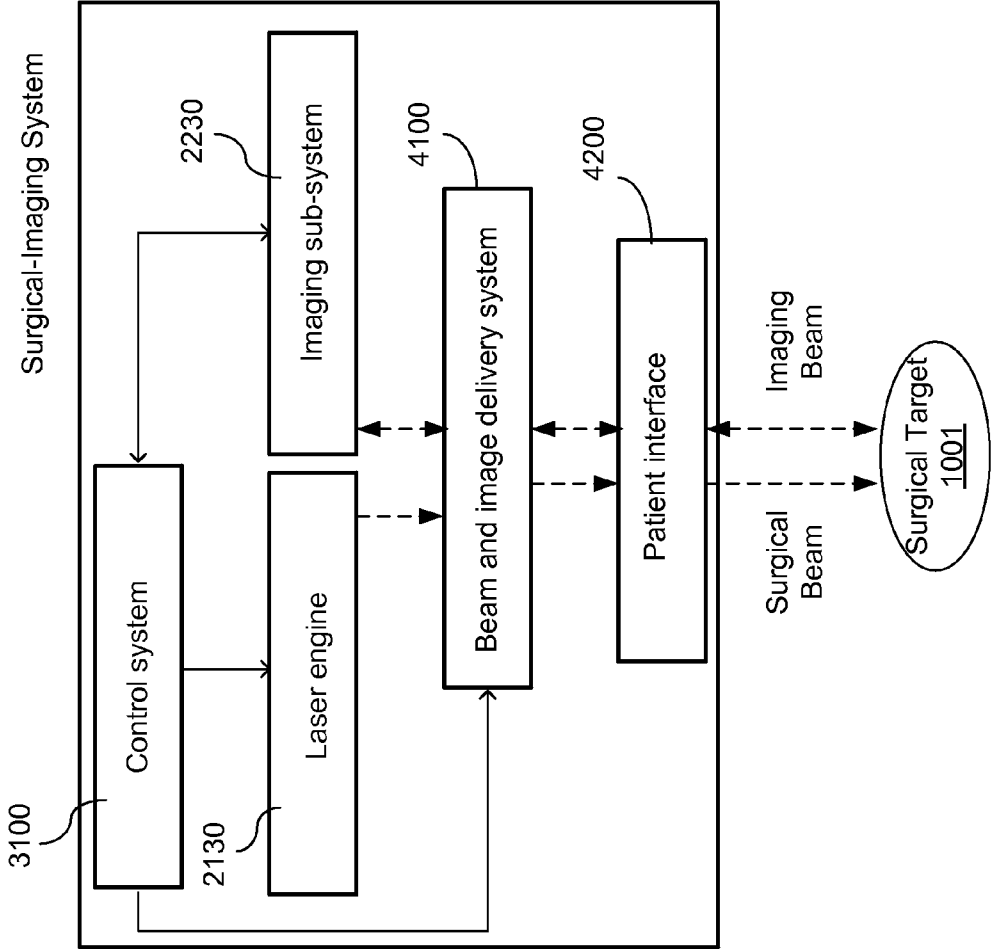 Surgical-Imaging System
3100
Control system
2130
Laser engine
2230
Imaging sub-system
4100
Beam and image delivery system
4200
Patient interface
Surgical
Beam
Imaging
Beam
Surgical Target
1001